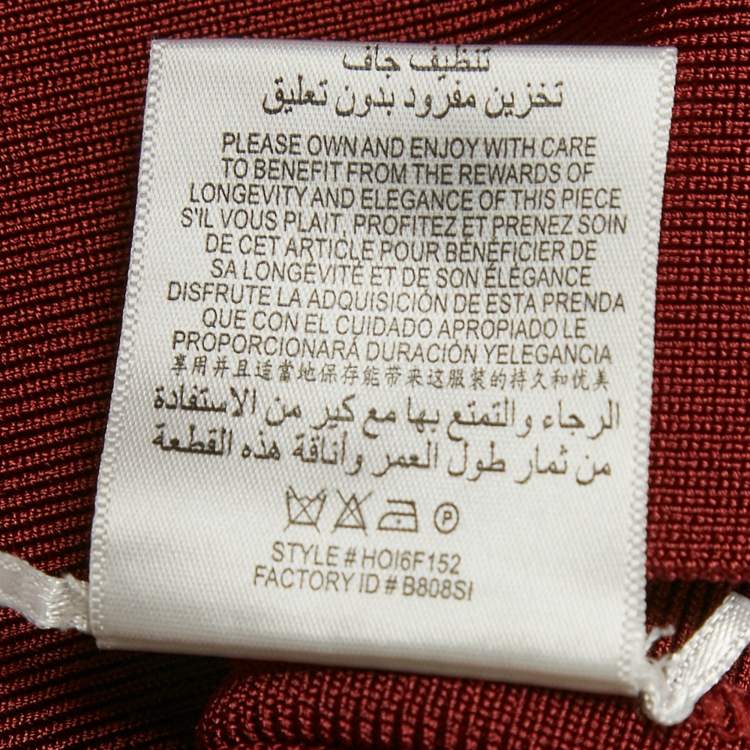 تنظيف جاف
تخزين مفرود بدون تعليق
PLEASE OWN AND ENJOY WITH CARE
TO BENEFIT FROM THE REWARDS OF
LONGEVITY AND ELEGANCE OF THIS PIECE
S'IL VOUS PLAIT, PROFITEZ ET PRENEZ SOIN
DE CET ARTICLE POUR BÉNÉFICIER DE
SA LONGÉVITÉ ET DE SON ÉLÉGANCE
DISFRUTE LA ADQUISICIÓN DE ESTA PRENDA
QUE CON EL CUIDADO APROPIADO LE
PROPORCIONARÁ DURACIÓN YELEGANCIA
享用并且适当地保存能带来这服装的持久和优美
الرجاء والتمتع بها مع كير من الاستفادة
من ثمار طول العمر وأناقة هذه القطعة
P
STYLE # HOI6F152
FACTORY ID # B808SI